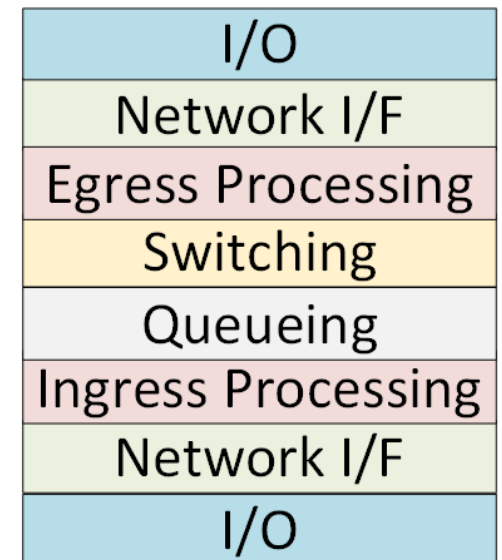 I/O
Network I/F
Egress Processing
Switching
Queueing
Ingress Processing
Network I/F
I/O